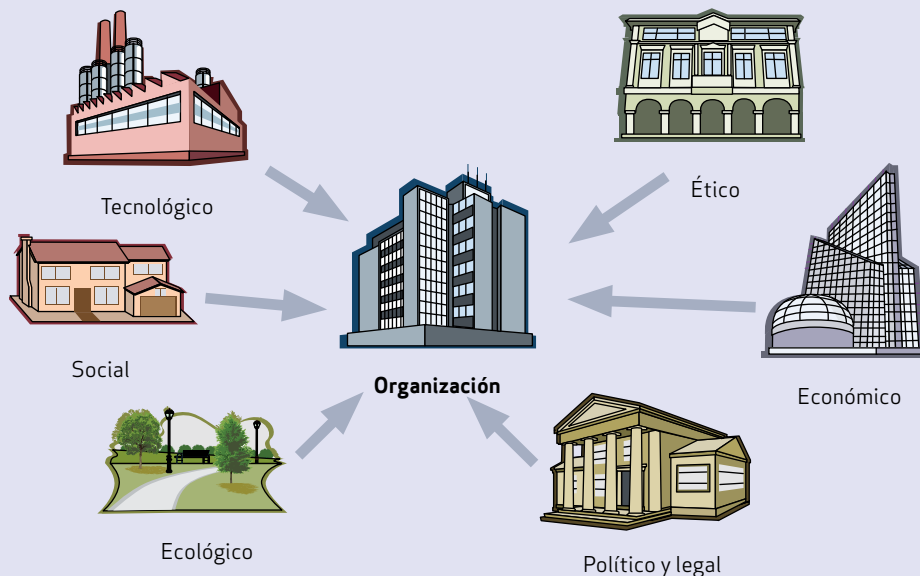 Tecnológico
Ético
Social
Organización
Económico
Ecológico
Político y legal